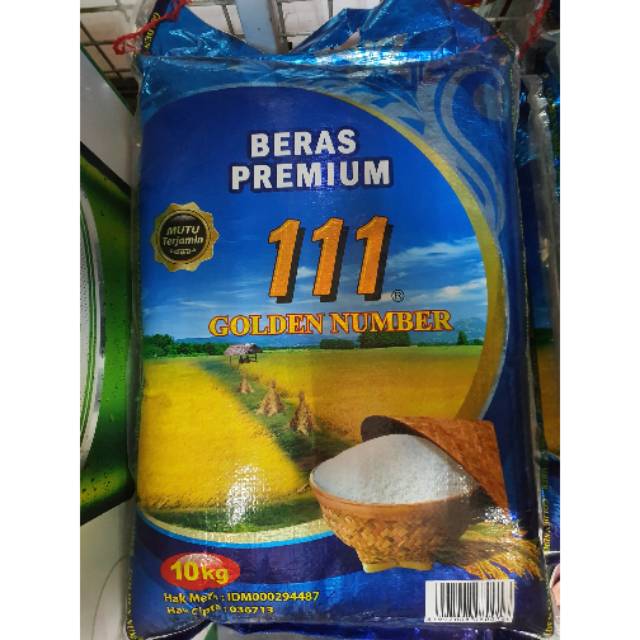 BERAS
PREMIUM
MUTU
Terjamin
111
®
GOLDEN NUMBER
10kg
Hak Merk : IDM000294487
Hak Cipta : 036713